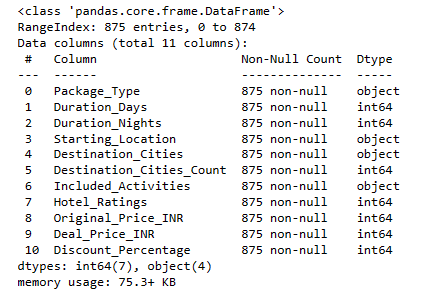 <class 'pandas.core.frame.DataFrame'>
RangeIndex: 875 entries, 0 to 874
Data columns (total 11 columns):
 #   Column                    Non-Null Count  Dtype
---  ------                    --------------  -----
 0   Package_Type              875 non-null    object
 1   Duration_Days             875 non-null    int64
 2   Duration_Nights           875 non-null    int64
 3   Starting_Location         875 non-null    object
 4   Destination_Cities        875 non-null    object
 5   Destination_Cities_Count  875 non-null    int64
 6   Included_Activities       875 non-null    object
 7   Hotel_Ratings             875 non-null    int64
 8   Original_Price_INR        875 non-null    int64
 9   Deal_Price_INR            875 non-null    int64
 10  Discount_Percentage       875 non-null    int64
dtypes: int64(7), object(4)
memory usage: 75.3+ KB